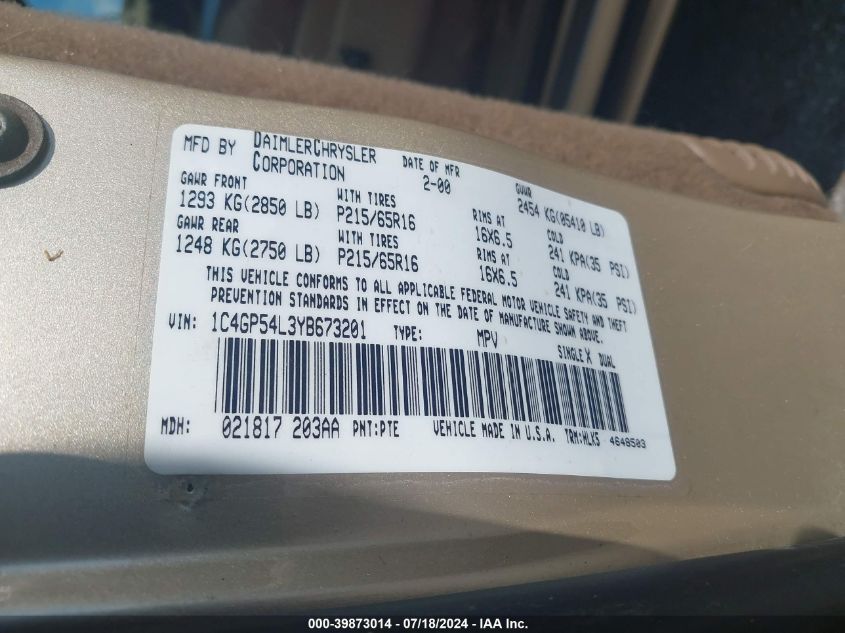 MFD BY DAIMLERCHRYSLER CORPORATION DATE OF MFR 2-00 GVWR 2454 KG(05410 LB)
GAWR FRONT WITH TIRES RIMS AT COLD
1293 KG(2850 LB) P215/65R16 16X6.5 241 KPA(35 PSI)
GAWR REAR WITH TIRES RIMS AT COLD
1248 KG(2750 LB) P215/65R16 16X6.5 241 KPA(35 PSI)
THIS VEHICLE CONFORMS TO ALL APPLICABLE FEDERAL MOTOR VEHICLE SAFETY AND THEFT
PREVENTION STANDARDS IN EFFECT ON THE DATE OF MANUFACTURE SHOWN ABOVE.
VIN: 1C4GP54L3YB673201 TYPE: MPV
SINGLE X DUAL
MDH: 021817 203AA PNT:PTE VEHICLE MADE IN U.S.A. TRM:WLK5 4648503
000-39873014 / 07/18/2024 - IAA Inc.